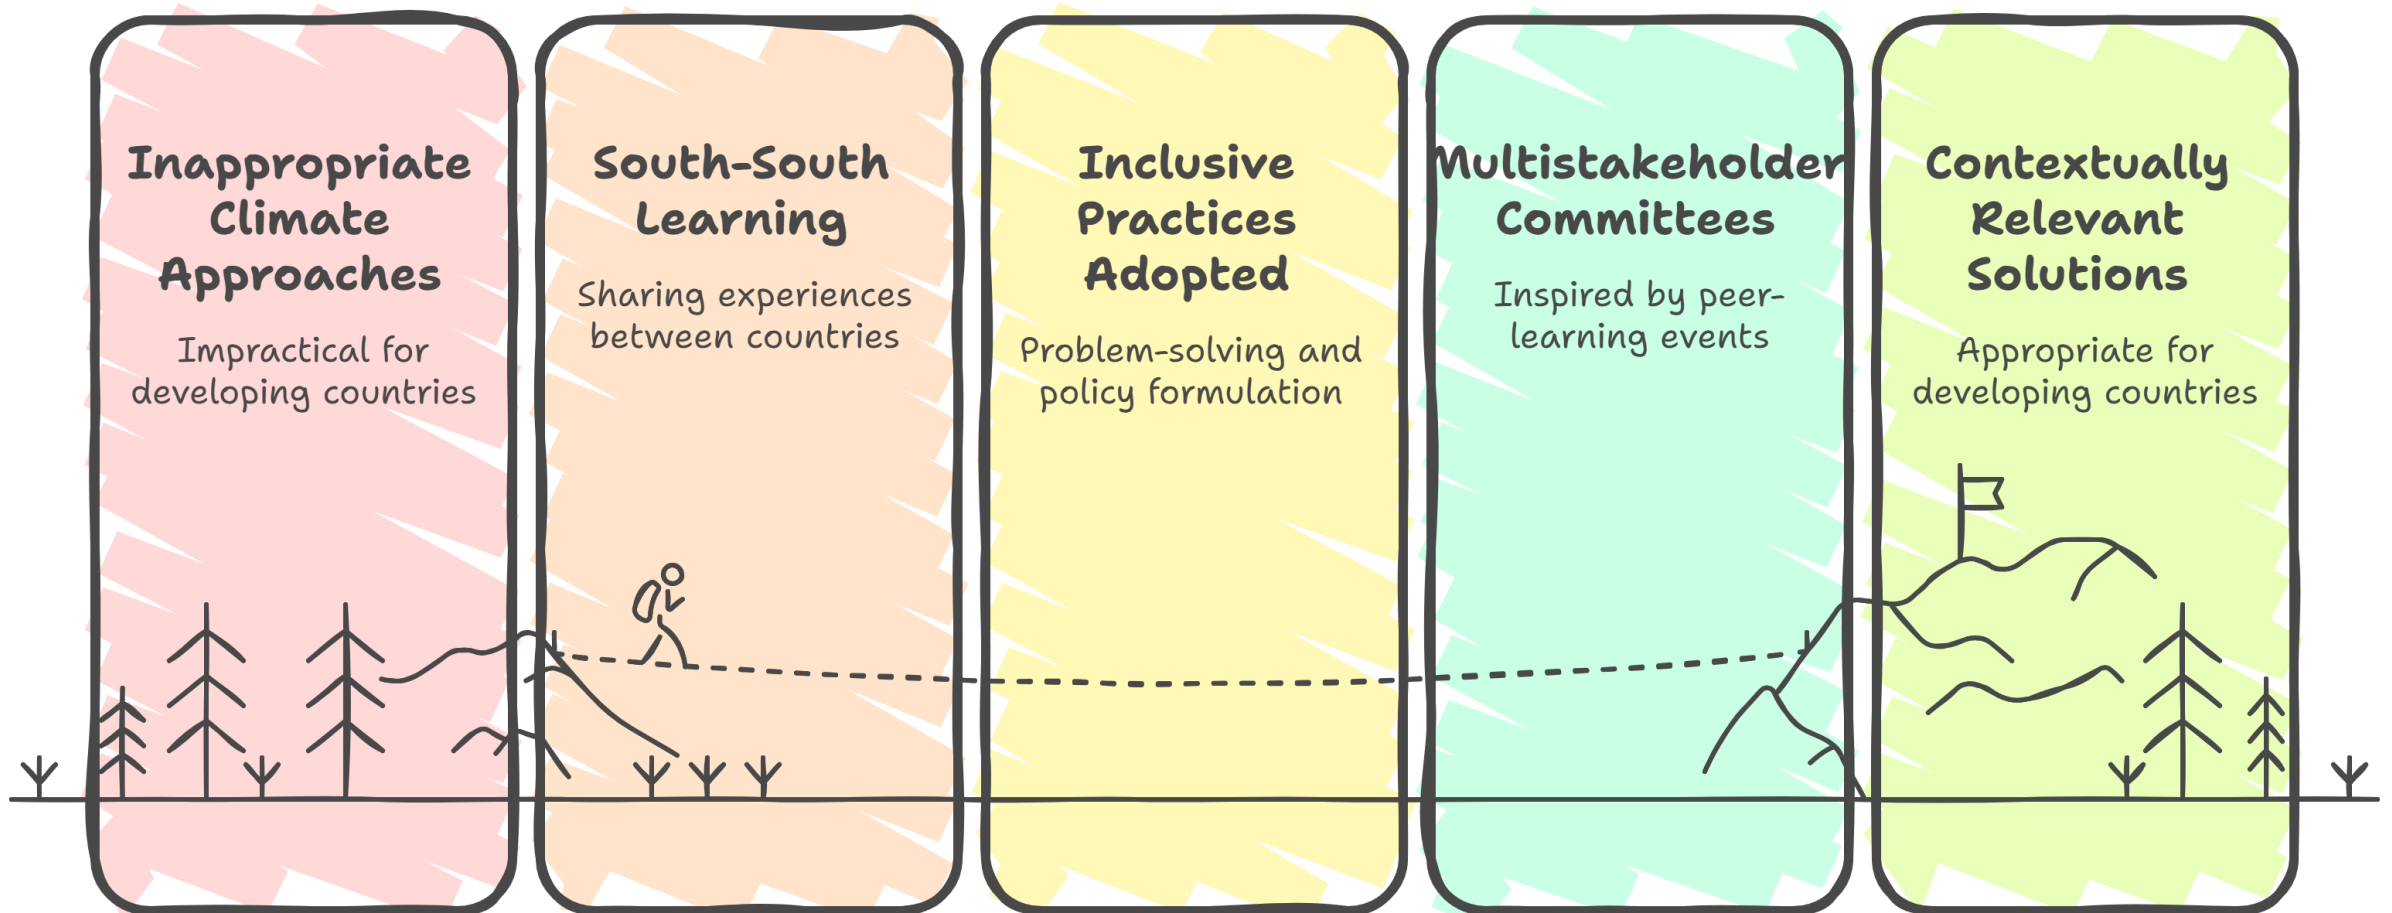 Inappropriate
Climate
Approaches
Impractical for
developing countries
South-South
Learning
Sharing experiences
between countries
Inclusive
Practices
Adopted
Problem-solving and
policy formulation
Multistakeholder
Committees
Inspired by peer-
learning events
Contextually
Relevant
Solutions
Appropriate for
developing countries